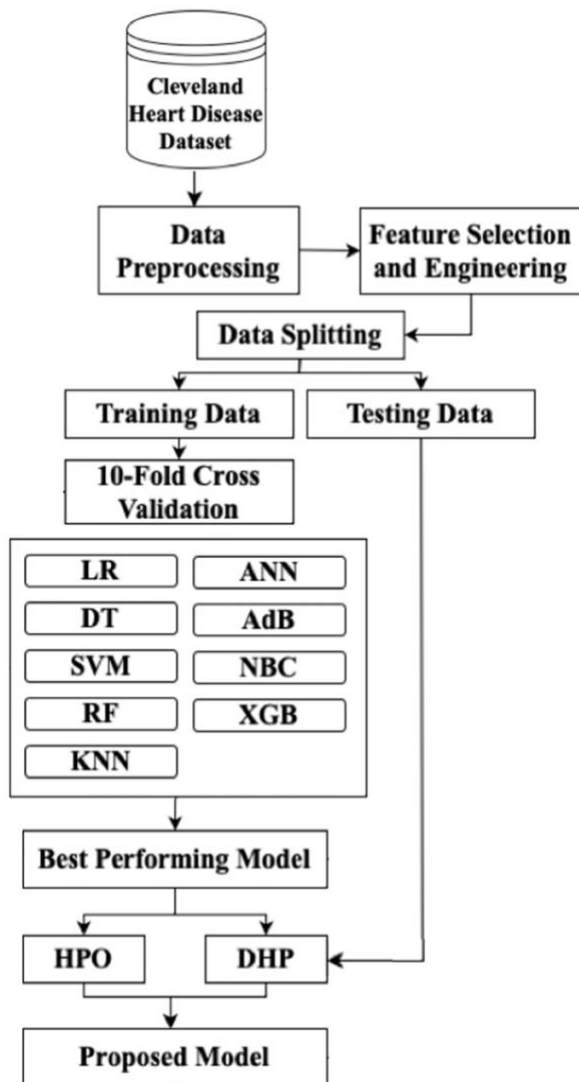 Cleveland
Heart Disease
Dataset
Data
Preprocessing
Feature Selection
and Engineering
Data Splitting
Training Data
Testing Data
10-Fold Cross
Validation
LR
ANN
DT
AdB
SVM
NBC
RF
XGB
KNN
Best Performing Model
HPO
DHP
Proposed Model